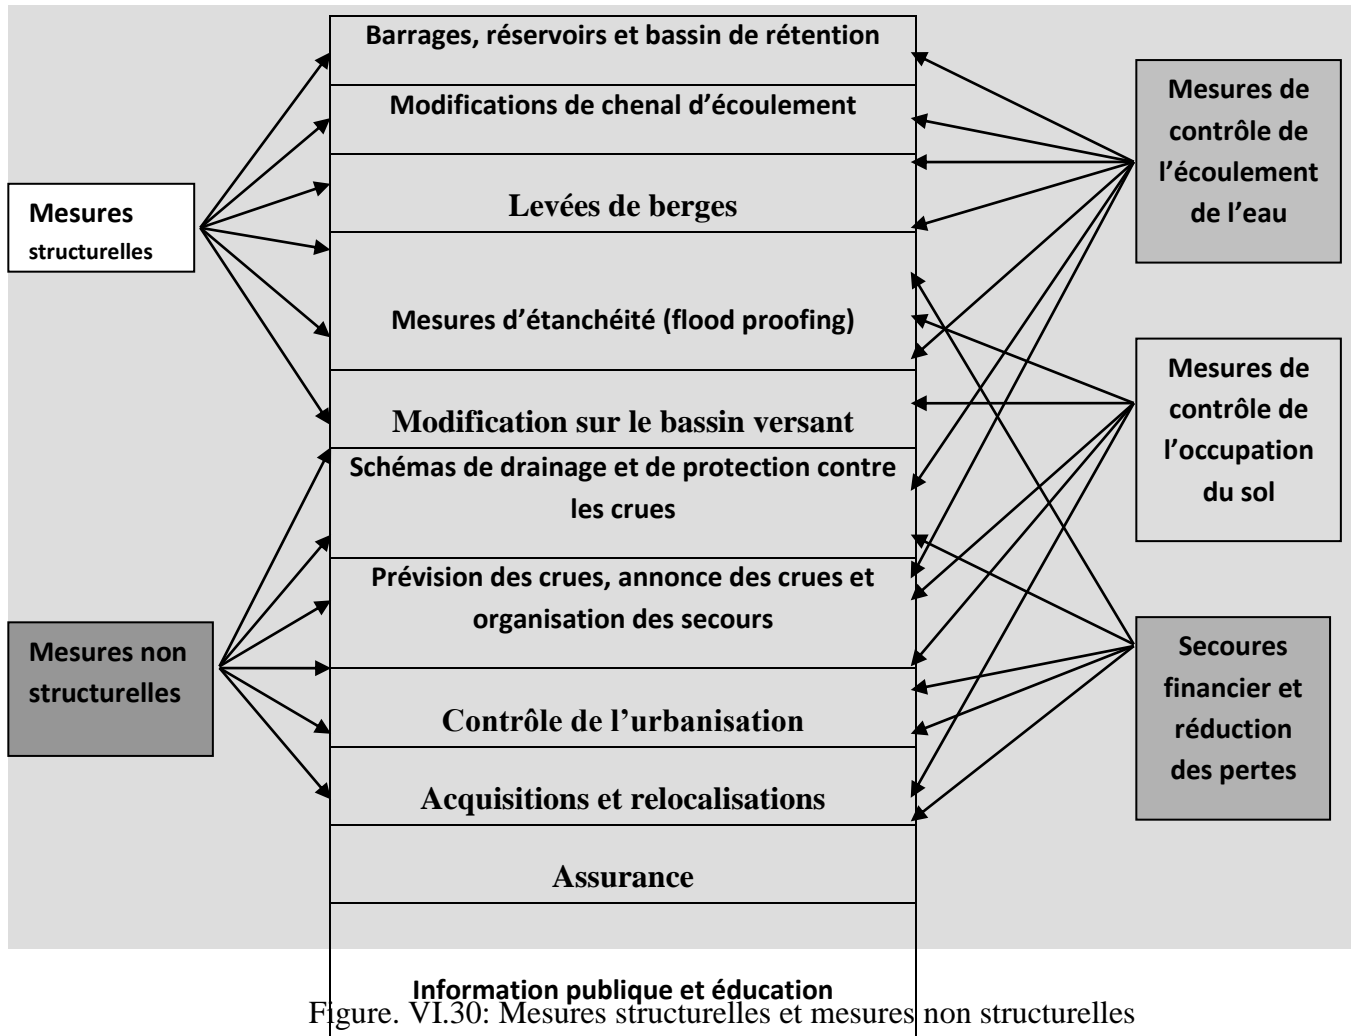 Mesures
structurelles
Mesures non
structurelles
Barrages, réservoirs et bassin de rétention
Modifications de chenal d’écoulement
Levées de berges
Mesures d’étanchéité (flood proofing)
Modification sur le bassin versant
Schémas de drainage et de protection contre
les crues
Prévision des crues, annonce des crues et
organisation des secours
Contrôle de l’urbanisation
Acquisitions et relocalisations
Assurance
Information publique et éducation
Mesures de
contrôle de
l’écoulement
de l’eau
Mesures de
contrôle de
l’occupation
du sol
Secoures
financier et
réduction
des pertes
Figure. VI.30: Mesures structurelles et mesures non structurelles